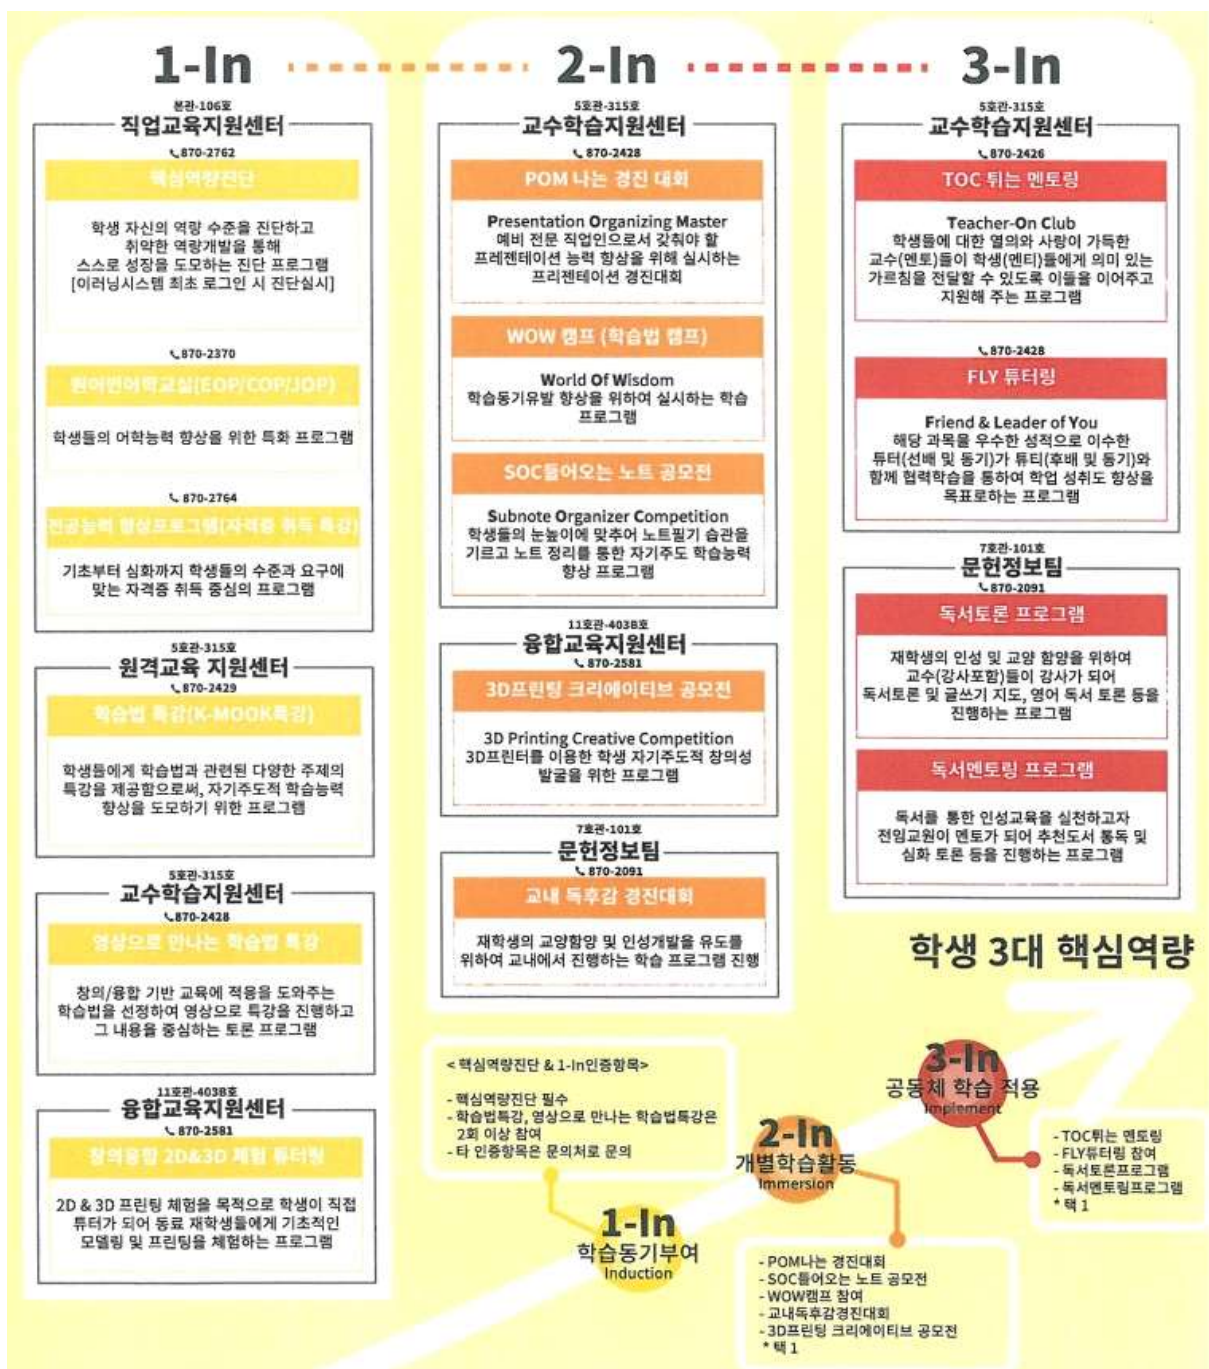 1-In
본관-106호
직업교육지원센터
870-2762
핵심역량진단
학생 자신의 역량 수준을 진단하고
취약한 역량개발을 통해
스스로 성장을 도모하는 진단 프로그램
[이러닝시스템 최초 로그인 시 진단실시]
870-2370
원어민어학교실(EOP/COP/JOP)
학생들의 어학능력 향상을 위한 특화 프로그램
870-2764
전공능력 향상프로그램(자격증 취득 특강)
기초부터 심화까지 학생들의 수준과 요구에
맞는 자격증 취득 중심의 프로그램
5호관-315호
원격교육 지원센터
870-2429
학습법 특강(K-MOOK특강)
학생들에게 학습법과 관련된 다양한 주제의
특강을 제공함으로써, 자기주도적 학습능력
향상을 도모하기 위한 프로그램
5호관-315호
교수학습지원센터
870-2428
영상으로 만나는 학습법 특강
창의/융합 기반 교육에 적응을 도와주는
학습법을 선정하여 영상으로 특강을 진행하고
그 내용을 중심하는 토론 프로그램
11호관-403B호
융합교육지원센터
870-2581
창의융합 2D&3D 체험 튜터링
2D & 3D 프린팅 체험을 목적으로 학생이 직접
튜터가 되어 동료 재학생들에게 기초적인
모델링 및 프린팅을 체험하는 프로그램
2-In
5호관-315호
교수학습지원센터
870-2428
POM 나는 경진 대회
Presentation Organizing Master
예비 전문 직업인으로서 갖춰야 할
프레젠테이션 능력 향상을 위해 실시하는
프리젠테이션 경진대회
WOW 캠프 (학습법 캠프)
World Of Wisdom
학습동기유발 향상을 위하여 실시하는 학습
프로그램
SOC들어오는 노트 공모전
Subnote Organizer Competition
학생들의 눈높이에 맞추어 노트필기 습관을
기르고 노트 정리를 통한 자기주도 학습능력
향상 프로그램
11호관-403B호
융합교육지원센터
870-2581
3D프린팅 크리에이티브 공모전
3D Printing Creative Competition
3D프린터를 이용한 학생 자기주도적 창의성
발굴을 위한 프로그램
7호관-101호
문헌정보팀
870-2091
교내 독후감 경진대회
재학생의 교양함양 및 인성개발을 유도를
위하여 교내에서 진행하는 학습 프로그램 진행
3-In
5호관-315호
교수학습지원센터
870-2426
TOC 튀는 멘토링
Teacher-On Club
학생들에 대한 열의와 사랑이 가득한
교수(멘토)들이 학생(멘티)들에게 의미 있는
가르침을 전달할 수 있도록 이들을 이어주고
지원해 주는 프로그램
870-2428
FLY 튜터링
Friend & Leader of You
해당 과목을 우수한 성적으로 이수한
튜터(선배 및 동기)가 튜티(후배 및 동기)와
함께 협력학습을 통하여 학업 성취도 향상을
목표로하는 프로그램
7호관-101호
문헌정보팀
870-2091
독서토론 프로그램
재학생의 인성 및 교양 함양을 위하여
교수(강사포함)들이 강사가 되어
독서토론 및 글쓰기 지도, 영어 독서 토론 등을
진행하는 프로그램
독서멘토링 프로그램
독서를 통한 인성교육을 실천하고자
전임교원이 멘토가 되어 추천도서 통독 및
심화 토론 등을 진행하는 프로그램
학생 3대 핵심역량
< 핵심역량진단 & 1-In인증항목>
- 핵심역량진단 필수
- 학습법특강, 영상으로 만나는 학습법특강은
2회 이상 참여
- 타 인증항목은 문의처로 문의
1-In
학습동기부여
Induction
2-In
개별학습활동
Immersion
- POM나는 경진대회
- SOC들어오는 노트 공모전
- WOW캠프 참여
- 교내독후감경진대회
- 3D프린팅 크리에이티브 공모전
* 택 1
3-In
공동체 학습 적용
Implement
- TOC튀는 멘토링
- FLY튜터링 참여
- 독서토론프로그램
- 독서멘토링프로그램
* 택 1